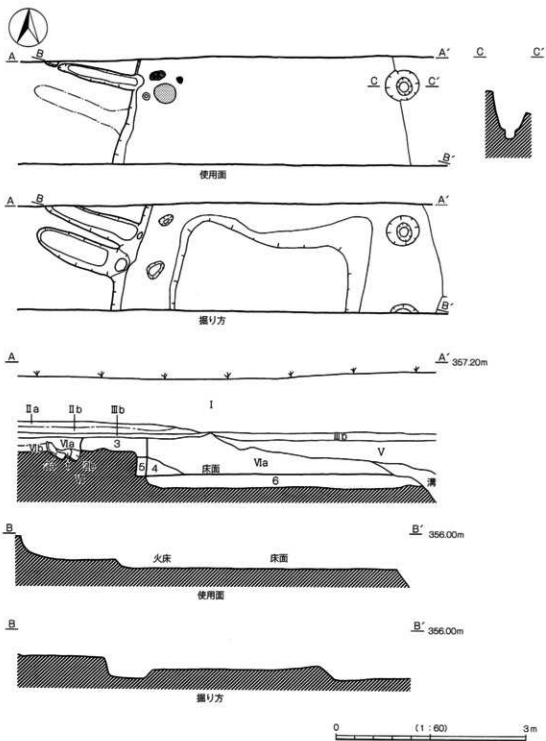 A B A´ C C´
C C´
B´
使用面
A B A´
B´
掘り方
A A´ 357.20m
I
Ⅱa Ⅱb Ⅲb Ⅲb
Ⅵb Ⅵa 3 Ⅴ
5 4 床面 Ⅵa
6 溝
B B´ 356.00m
火床 床面
使用面
B B´ 356.00m
掘り方
0 (1:60) 3m